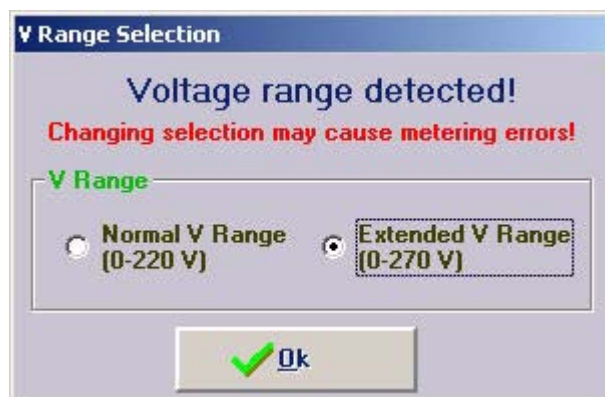 V Range Selection
Voltage range detected!
Changing selection may cause metering errors!
V Range
Normal V Range
(0-220 V)
Extended V Range
(0-270 V)
Ok